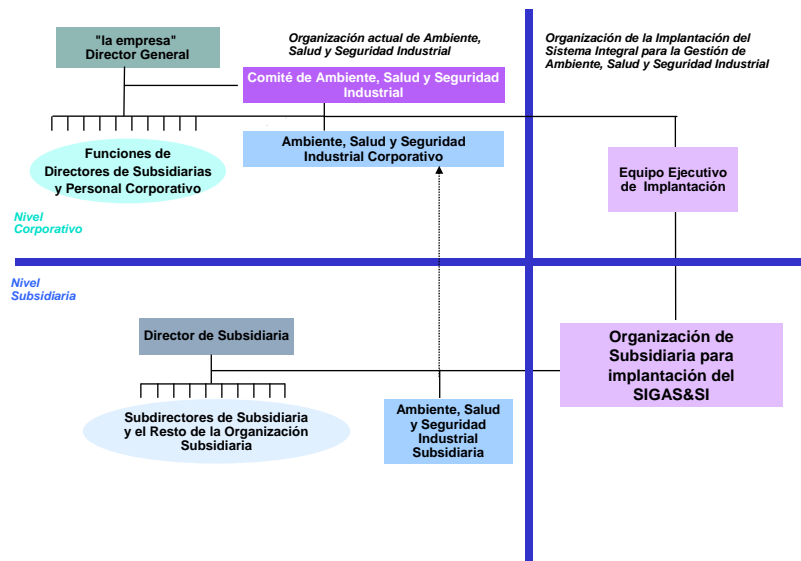 "la empresa"
Director General
Organización actual de Ambiente,
Salud y Seguridad Industrial
Organización de la Implantación del
Sistema Integral para la Gestión de
Ambiente, Salud y Seguridad Industrial
Comité de Ambiente, Salud y Seguridad
Industrial
Funciones de
Directores de Subsidiarias
y Personal Corporativo
Ambiente, Salud y Seguridad
Industrial Corporativo
Equipo Ejecutivo
de Implantación
Nivel
Corporativo
Nivel
Subsidiaria
Director de Subsidiaria
Organización de
Subsidiaria para
implantación del
SIGAS&SI
Subdirectores de Subsidiaria
y el Resto de la Organización
Subsidiaria
Ambiente, Salud
y Seguridad
Industrial
Subsidiaria